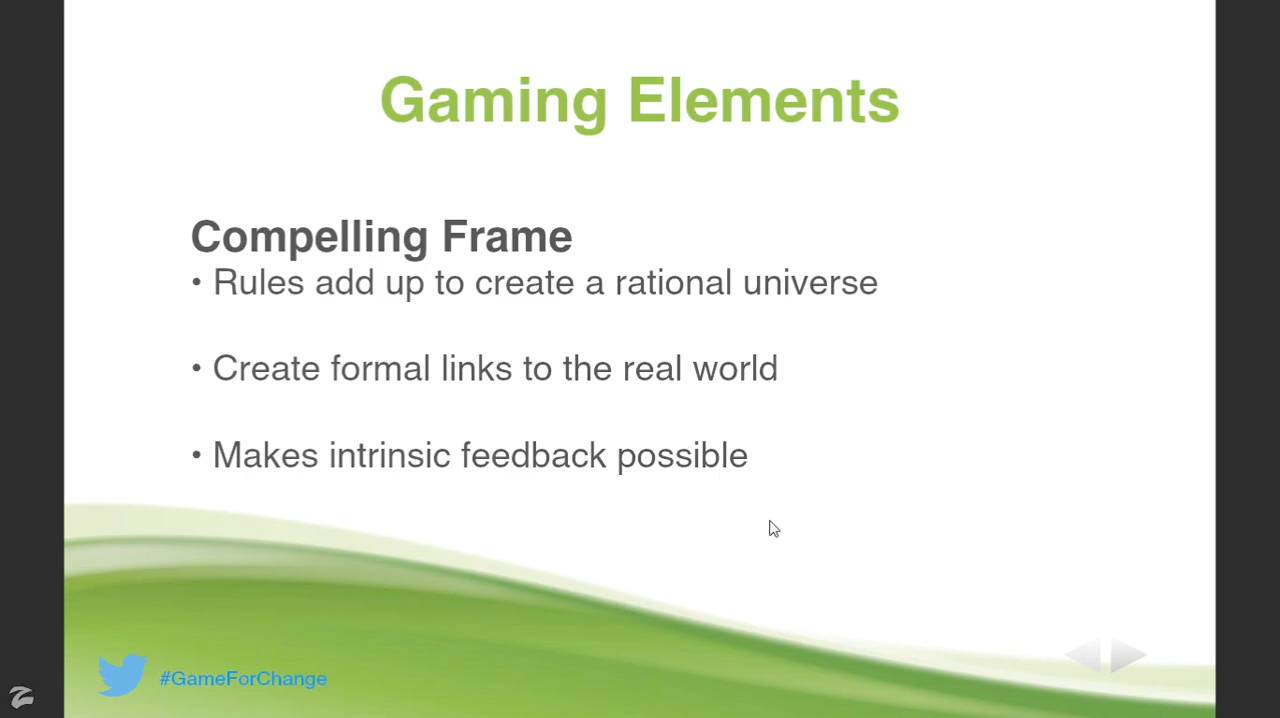 Gaming Elements
Compelling Frame
• Rules add up to create a rational universe
• Create formal links to the real world
• Makes intrinsic feedback possible
#GameForChange